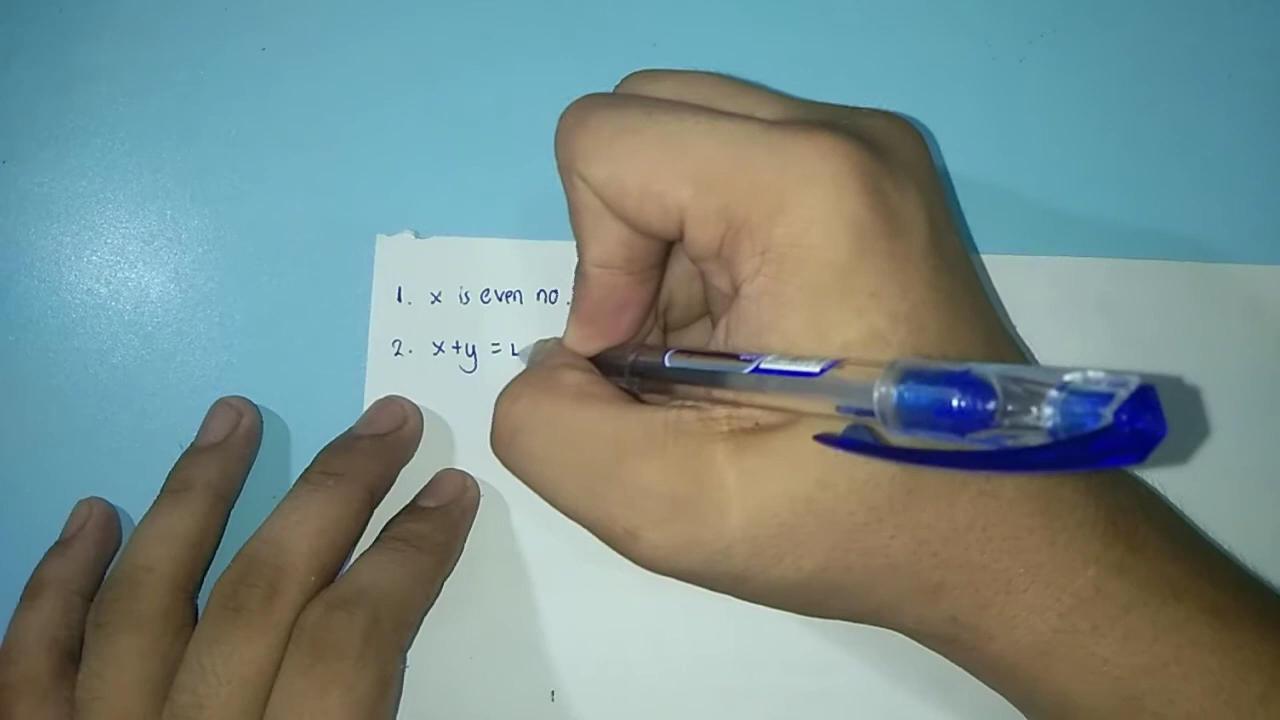 1. x is even no.
2. x+y =